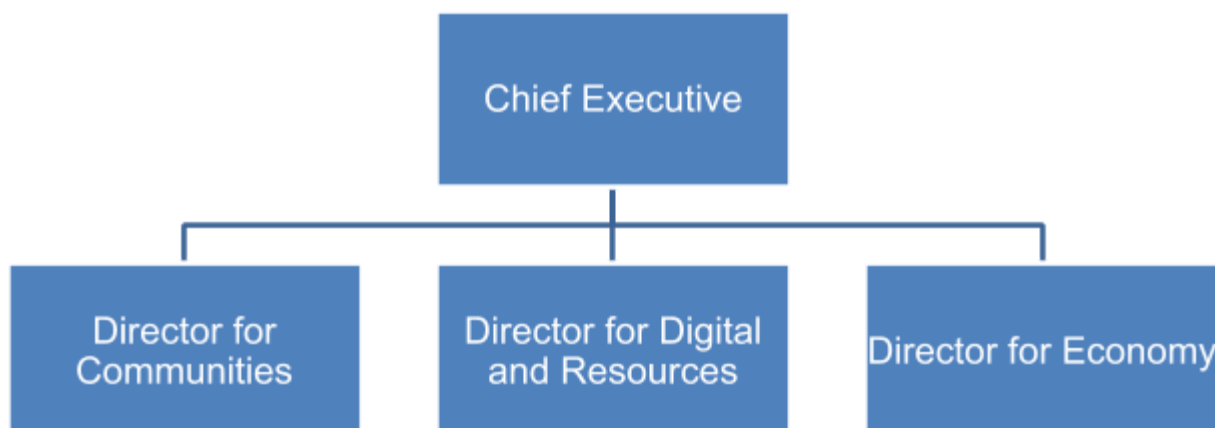 Chief Executive
Director for
Communities
Director for Digital
and Resources
Director for Economy